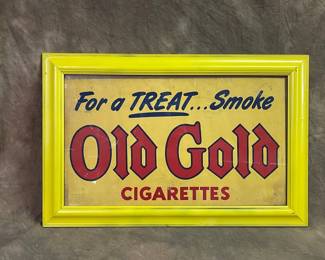 For a TREAT...Smoke
Old Gold
CIGARETTES